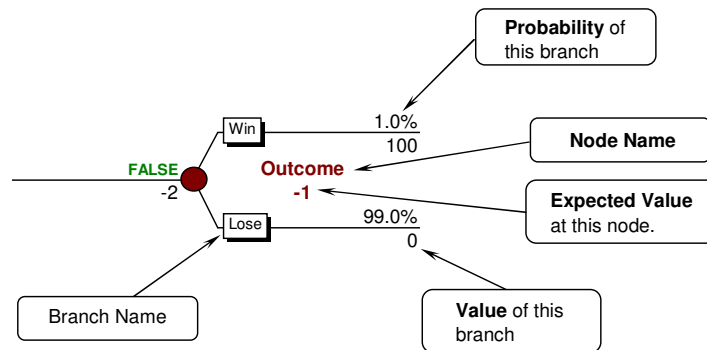 Probability of
this branch
Win
1.0%
100
Node Name
FALSE
Outcome
-2
-1
Expected Value
at this node.
Lose
99.0%
0
Branch Name
Value of this
branch